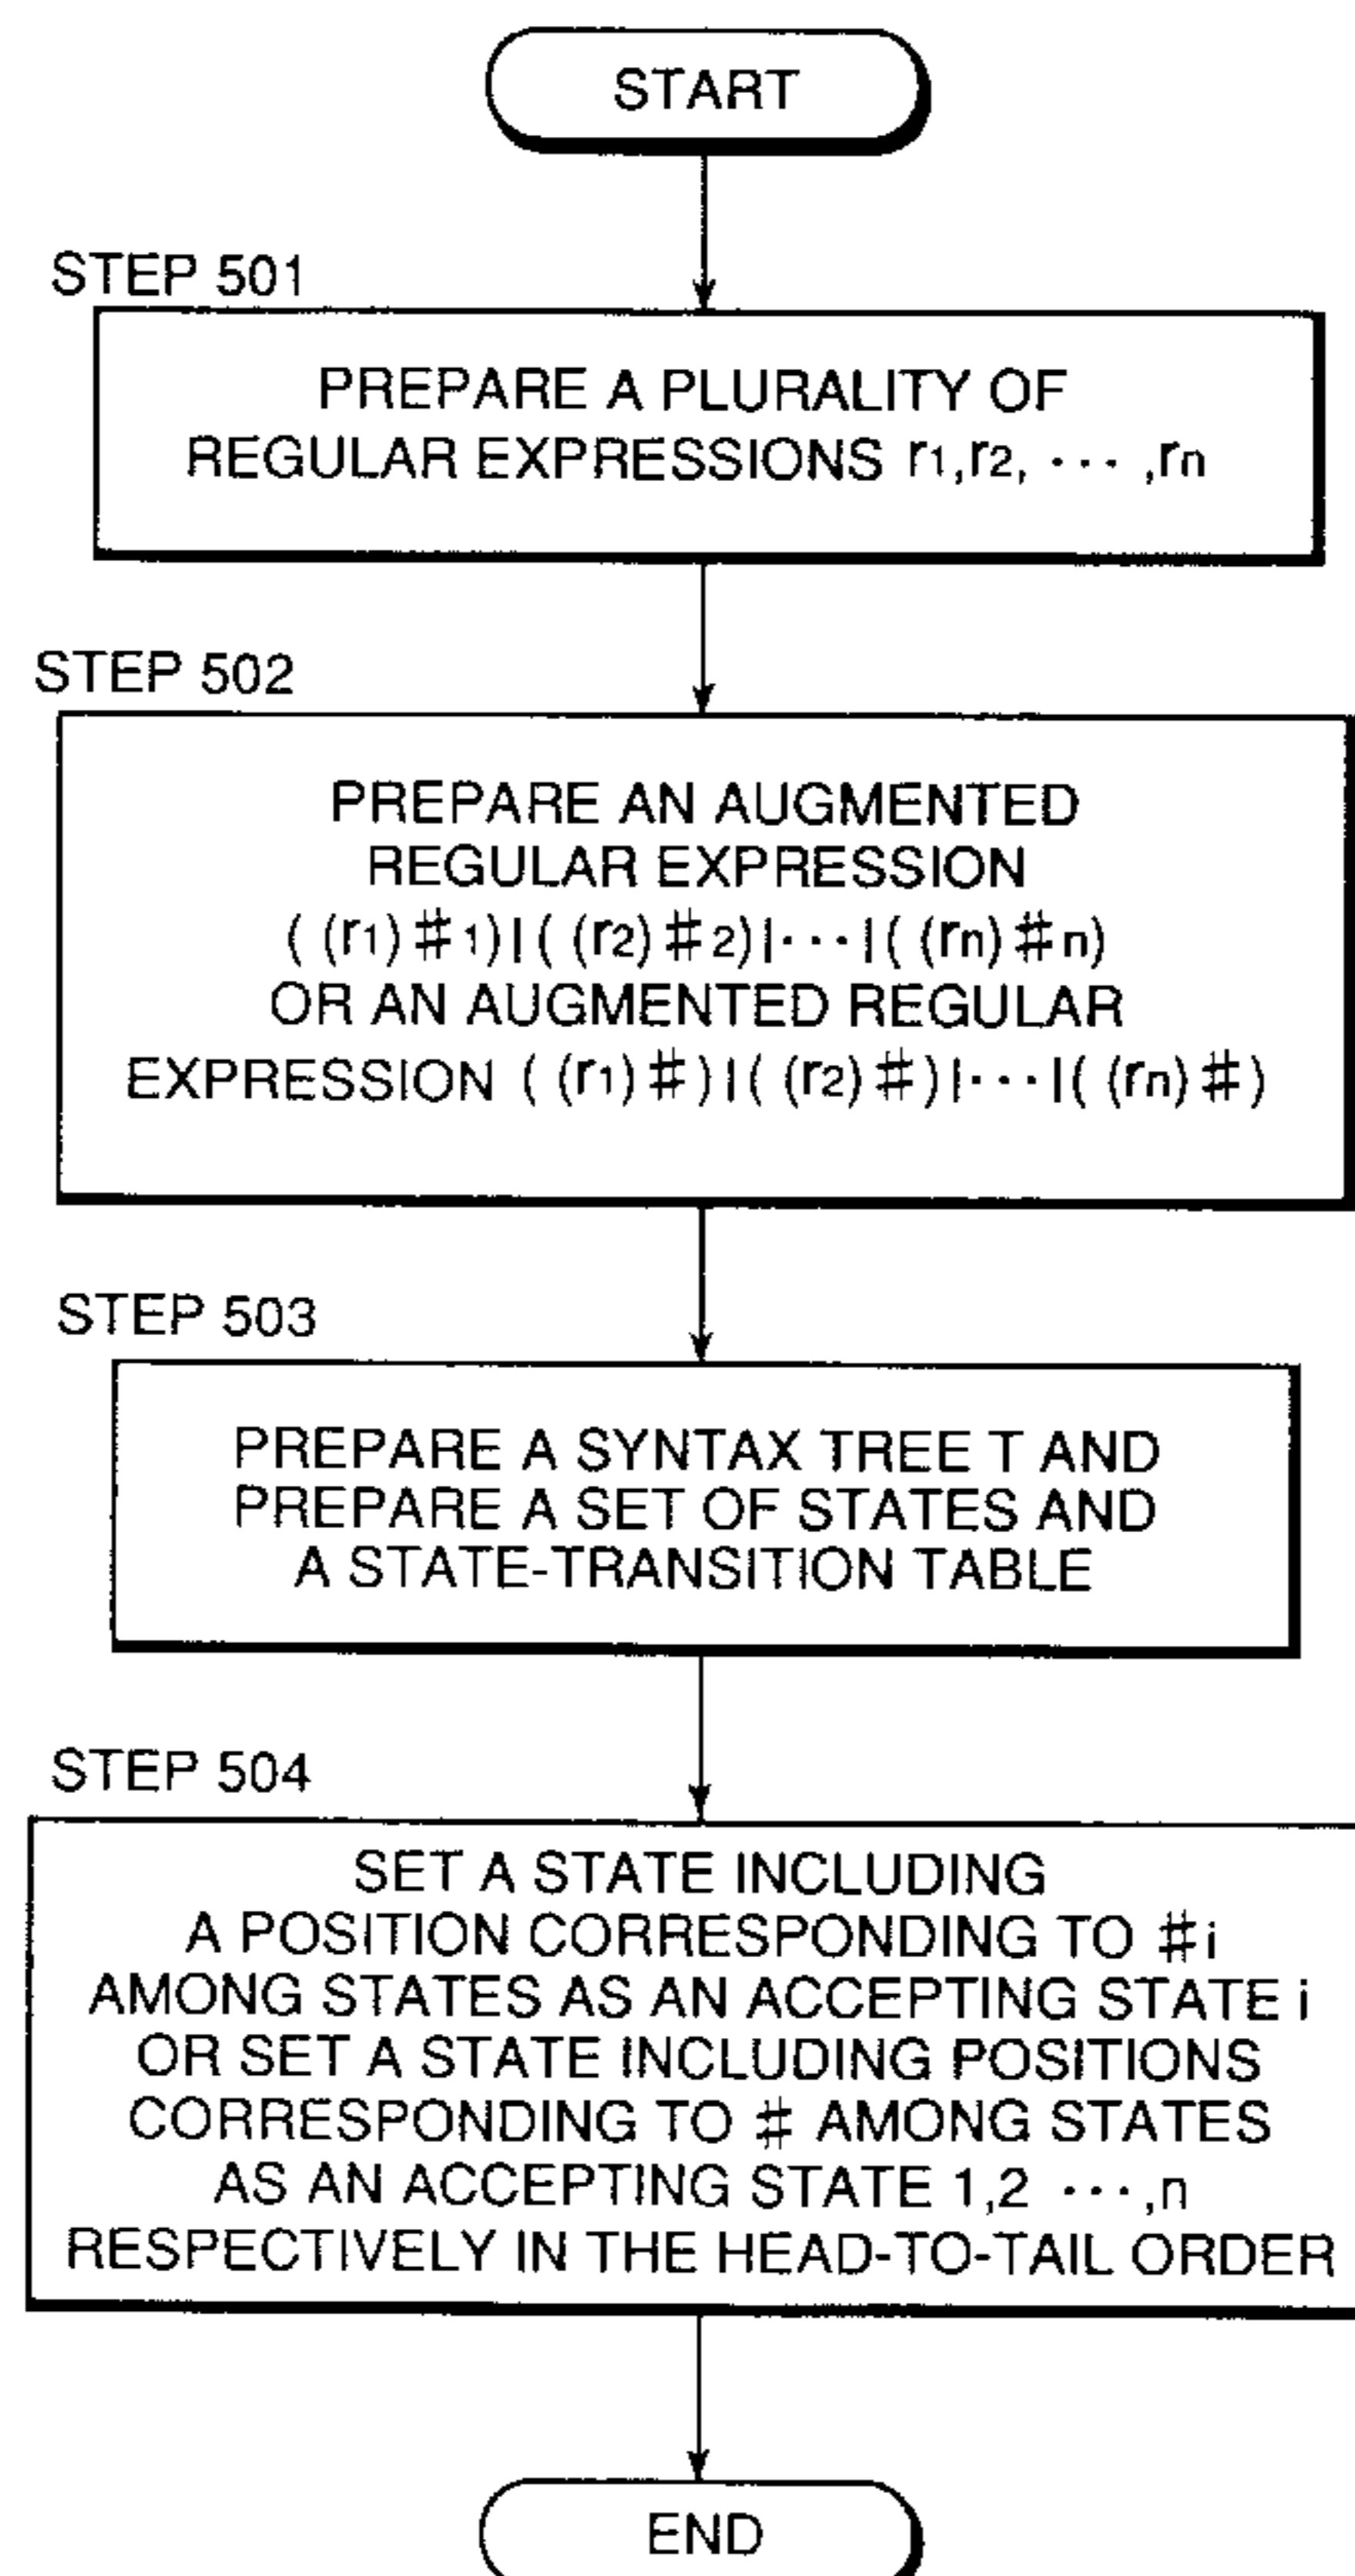 START
STEP 501
PREPARE A PLURALITY OF
REGULAR EXPRESSIONS r1,r2, ··· ,rn
STEP 502
PREPARE AN AUGMENTED
REGULAR EXPRESSION
((r1)#1)|((r2)#2)|···|((rn)#n)
OR AN AUGMENTED REGULAR
EXPRESSION ((r1)#)|((r2)#)|···|((rn)#)
STEP 503
PREPARE A SYNTAX TREE T AND
PREPARE A SET OF STATES AND
A STATE-TRANSITION TABLE
STEP 504
SET A STATE INCLUDING
A POSITION CORRESPONDING TO #i
AMONG STATES AS AN ACCEPTING STATE i
OR SET A STATE INCLUDING POSITIONS
CORRESPONDING TO # AMONG STATES
AS AN ACCEPTING STATE 1,2 ···,n
RESPECTIVELY IN THE HEAD-TO-TAIL ORDER
END